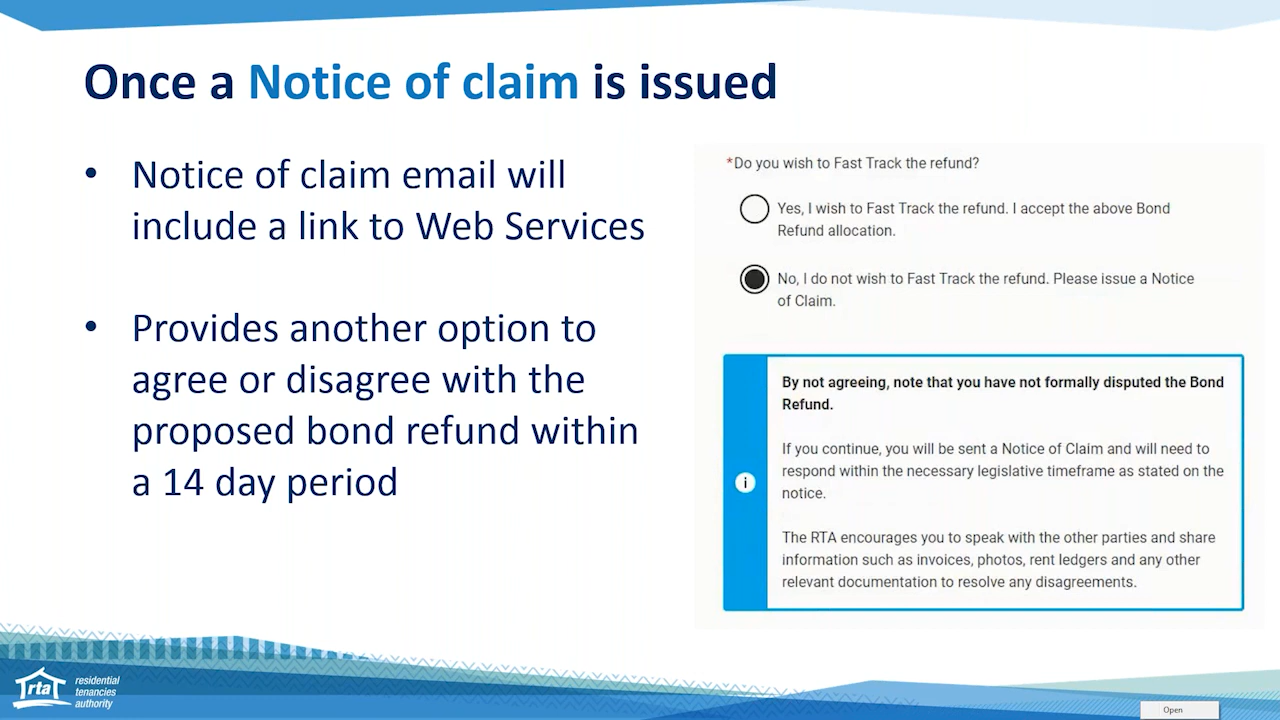 Once a Notice of claim is issued
• Notice of claim email will
include a link to Web Services
• Provides another option to
agree or disagree with the
proposed bond refund within
a 14 day period
*Do you wish to Fast Track the refund?
Yes, I wish to Fast Track the refund. I accept the above Bond
Refund allocation.
No, I do not wish to Fast Track the refund. Please issue a Notice
of Claim.
By not agreeing, note that you have not formally disputed the Bond
Refund.
If you continue, you will be sent a Notice of Claim and will need to
respond within the necessary legislative timeframe as stated on the
notice.
The RTA encourages you to speak with the other parties and share
information such as invoices, photos, rent ledgers and any other
relevant documentation to resolve any disagreements.
i
rta
residential
tenancies
authority
Open